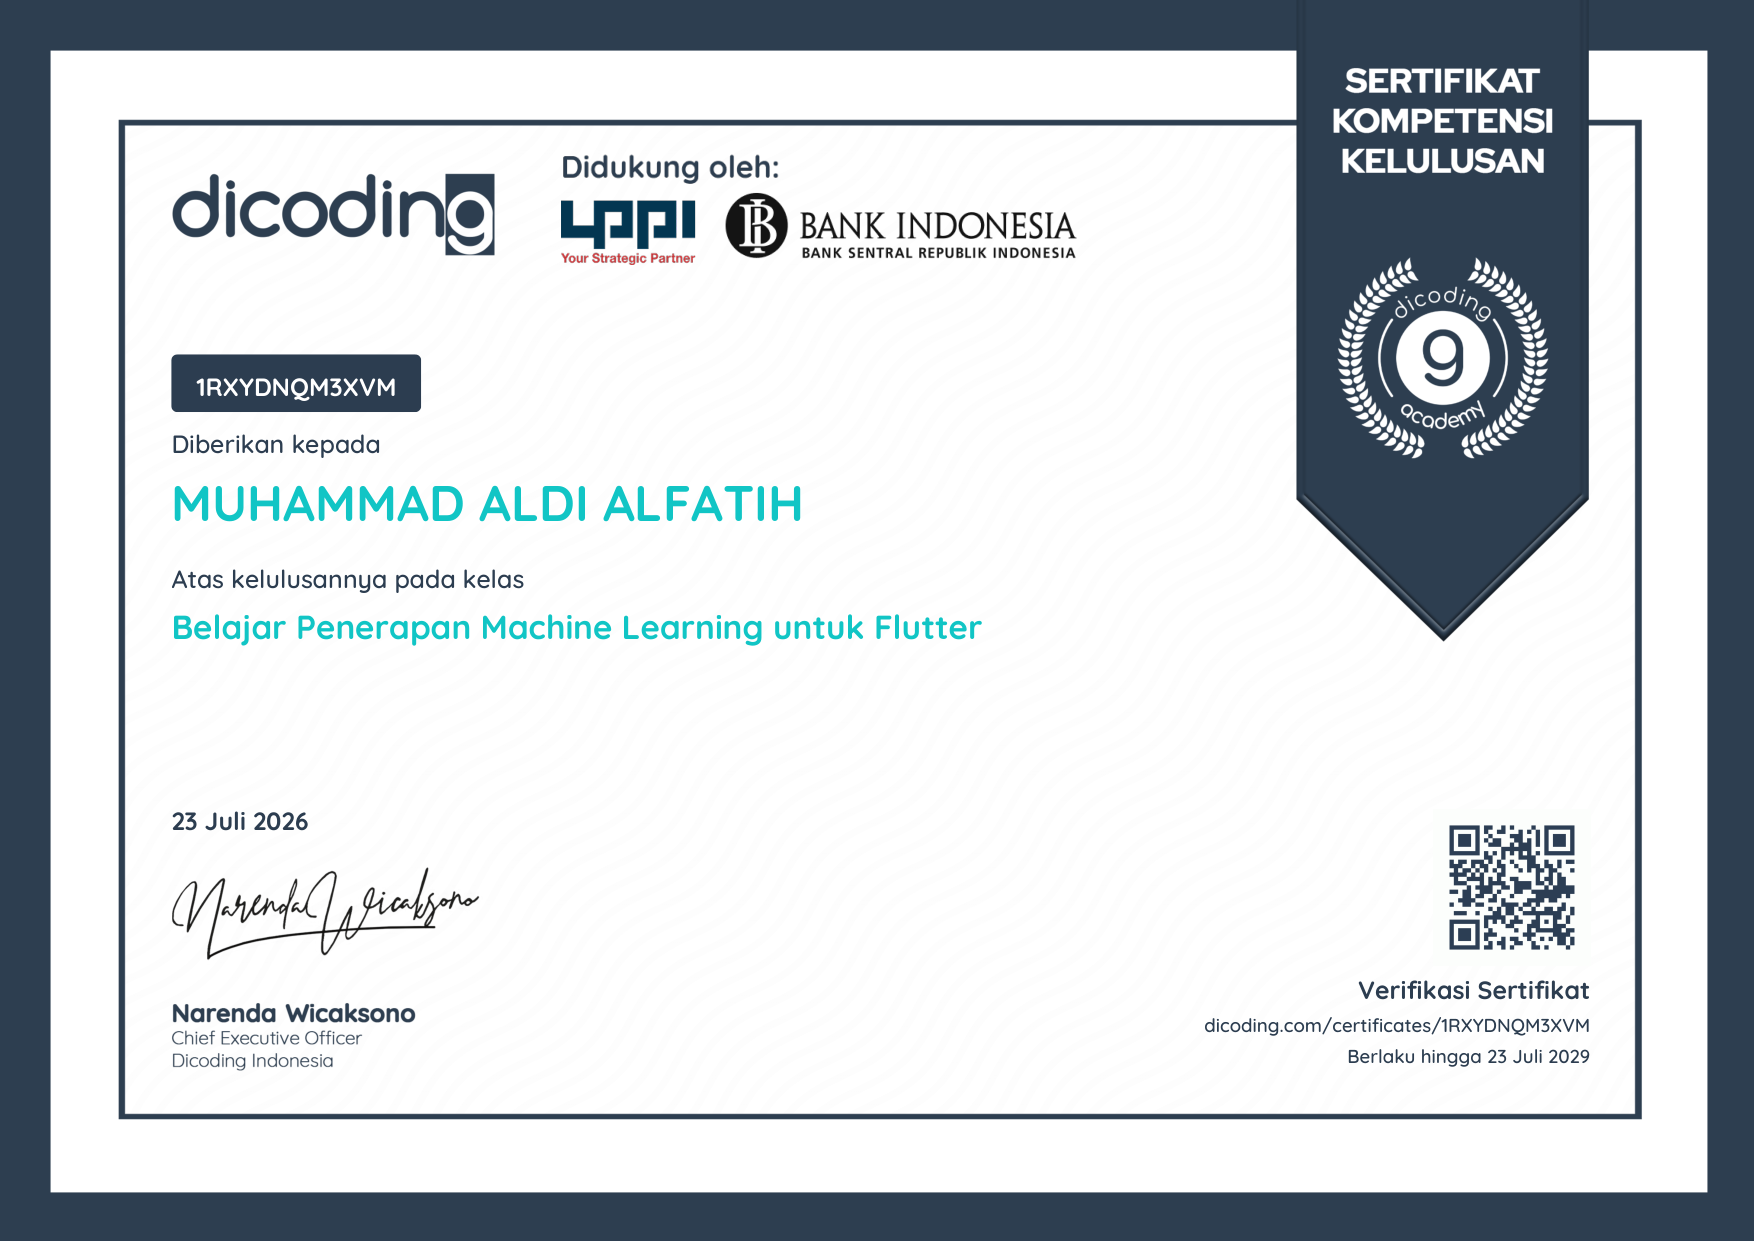 SERTIFIKAT
KOMPETENSI
KELULUSAN
dicoding
Didukung oleh:
LPPI
Your Strategic Partner
BANK INDONESIA
BANK SENTRAL REPUBLIK INDONESIA
dicoding
g
academy
1RXYDNQM3XVM
Diberikan kepada
MUHAMMAD ALDI ALFATIH
Atas kelulusannya pada kelas
Belajar Penerapan Machine Learning untuk Flutter
23 Juli 2026
Narenda Wicaksono
Narenda Wicaksono
Chief Executive Officer
Dicoding Indonesia
Verifikasi Sertifikat
dicoding.com/certificates/1RXYDNQM3XVM
Berlaku hingga 23 Juli 2029